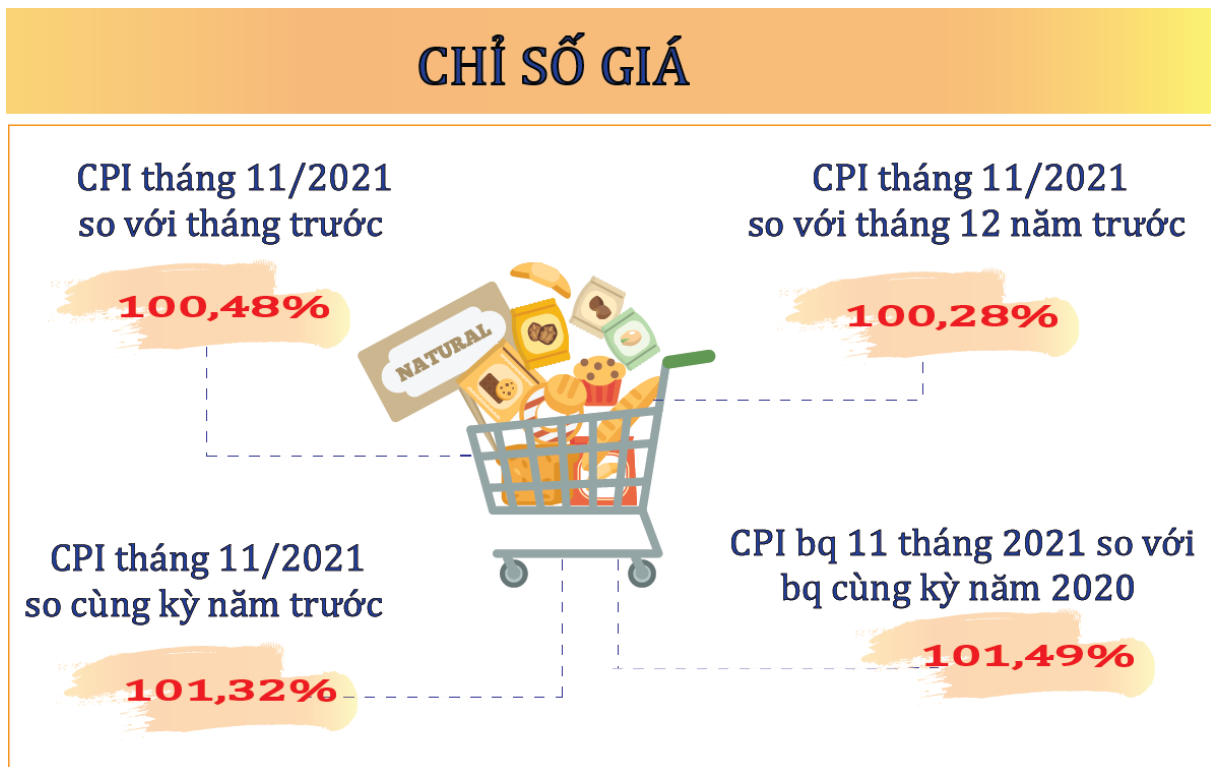 CHỈ SỐ GIÁ
CPI tháng 11/2021
so với tháng trước
100,48%
CPI tháng 11/2021
so với tháng 12 năm trước
100,28%
NATURAL
CPI tháng 11/2021
so cùng kỳ năm trước
101,32%
CPI bq 11 tháng 2021 so với
bq cùng kỳ năm 2020
101,49%